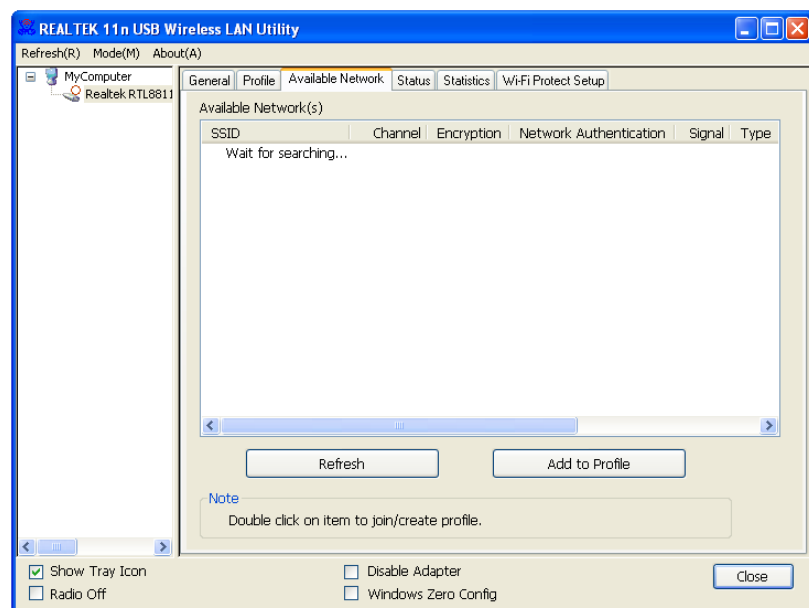 REALTEK 11n USB Wireless LAN Utility
Refresh(R) Mode(M) About(A)
MyComputer
Realtek RTL8811
General Profile Available Network Status Statistics Wi-Fi Protect Setup
Available Network(s)
SSID Channel Encryption Network Authentication Signal Type
Wait for searching...
Refresh Add to Profile
Note
Double click on item to join/create profile.
Show Tray Icon Disable Adapter
Radio Off Windows Zero Config
Close